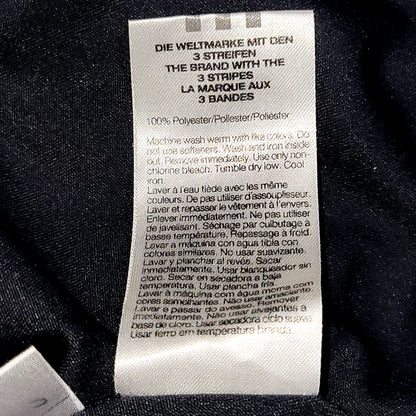 DIE WELTMARKE MIT DEN
3 STREIFEN
THE BRAND WITH THE
3 STRIPES
LA MARQUE AUX
3 BANDES
100% Polyester/Pollester/Poliéster
Machine wash warm with like colors. Do
not use softeners. Wash and iron inside
out. Remove immediately. Use only non-
chlorine bleach. Tumble dry low. Cool
iron.
Laver à l'eau tiède avec les même
couleurs. De pas utiliser d'assouplisseur.
Laver et repasser le vêtement à l'envers.
Enlever immédiatement. Ne pas utiliser
de javelisant. Séchage par culbutage à
basse température. Repassage à froid.
Lavar a máquina con agua tibia con
colores similares. No usar suavizante.
Lavar y planchar al revés. Sacar
inmediatamente. Usar blanqueador sin
cloro. Secar en secadora a baja
temperatura. Usar plancha fria.
Lavar à máquina com água morna com
cores semelhantes. Não usar amaciante.
Lavar e passar do avesso. Remover
imediatamente. Usar alvejantes a
base de cloro. Usar secadora ciclo suave
Usar ferro em temperatura branda.